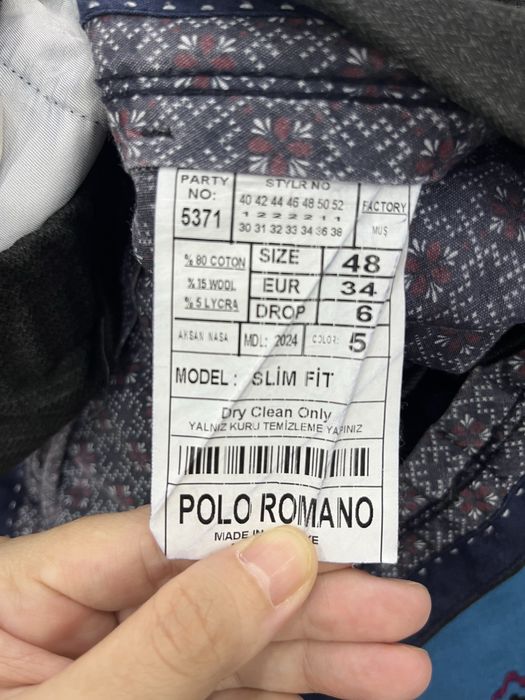 PARTY NO: 5371
STYLR NO
40 42 44 46 48 50 52
1 2 2 2 2 1 1
30 31 32 33 34 36 38
FACTORY
MUŞ
% 80 COTON
% 15 WOOL
% 5 LYCRA
SIZE 48
EUR 34
DROP 6
AKSAN NASA
MDL: 2024
COLOR: 5
MODEL : SLİM FİT
Dry Clean Only
YALNIZ KURU TEMİZLEME YAPINIZ
POLO ROMANO
MADE IN